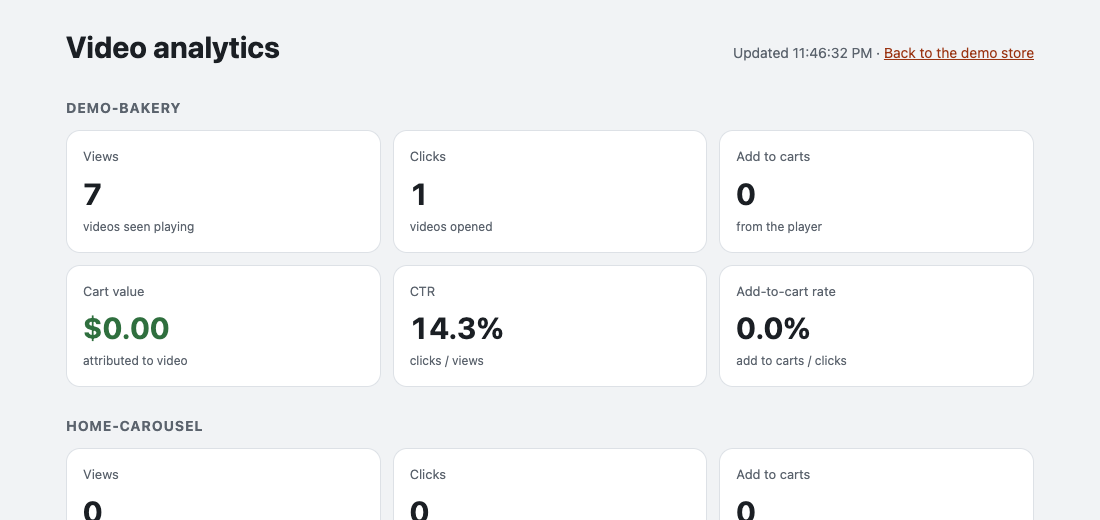 Video analytics
Updated 11:46:32 PM · Back to the demo store
DEMO-BAKERY
Views
7
videos seen playing
Clicks
1
videos opened
Add to carts
0
from the player
Cart value
$0.00
attributed to video
CTR
14.3%
clicks / views
Add-to-cart rate
0.0%
add to carts / clicks
HOME-CAROUSEL
Views
0
Clicks
0
Add to carts
0